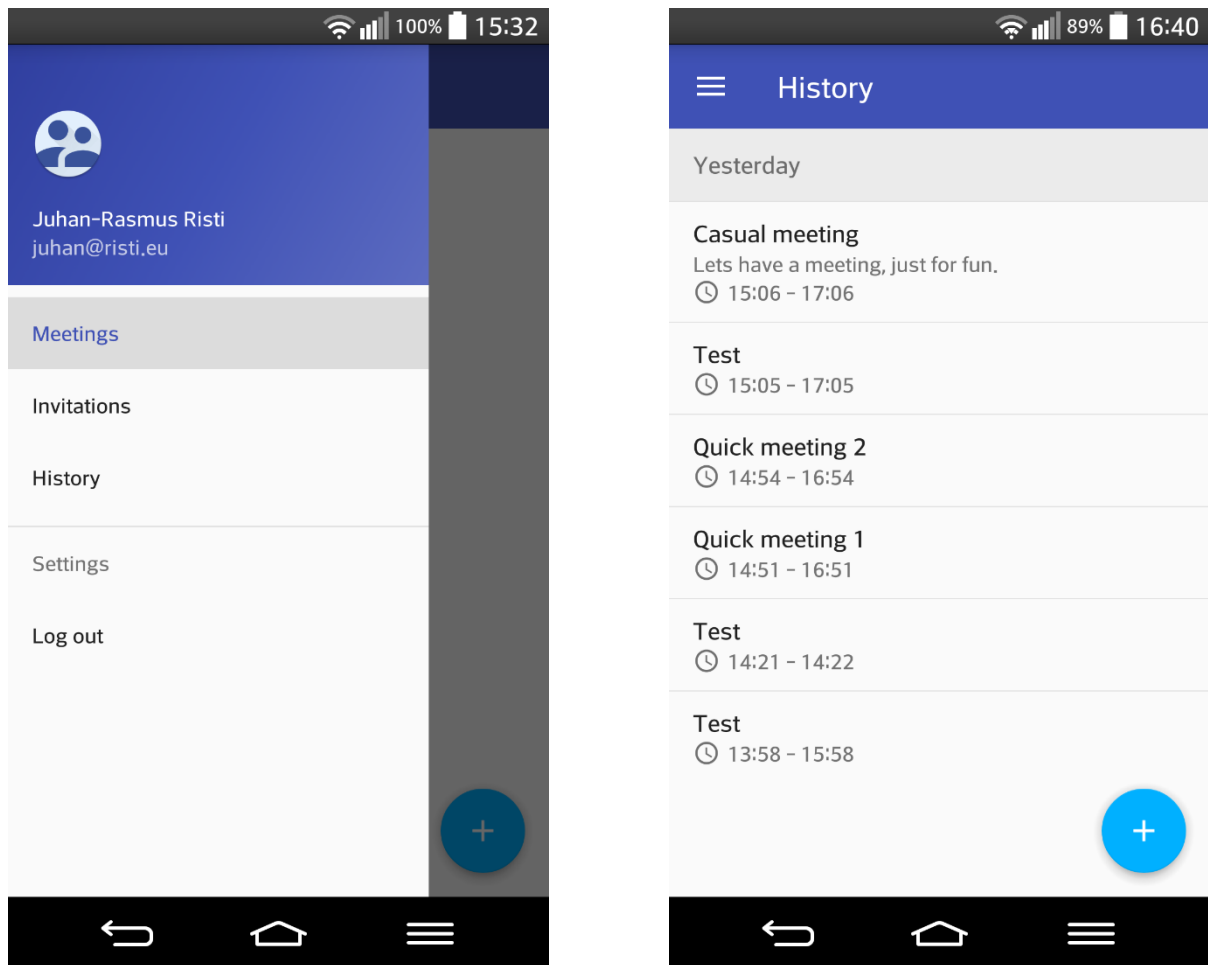 100% 15:32
Juhan-Rasmus Risti
juhan@risti.eu
Meetings
Invitations
History
Settings
Log out
89% 16:40
History
Yesterday
Casual meeting
Lets have a meeting, just for fun.
15:06 - 17:06
Test
15:05 - 17:05
Quick meeting 2
14:54 - 16:54
Quick meeting 1
14:51 - 16:51
Test
14:21 - 14:22
Test
13:58 - 15:58